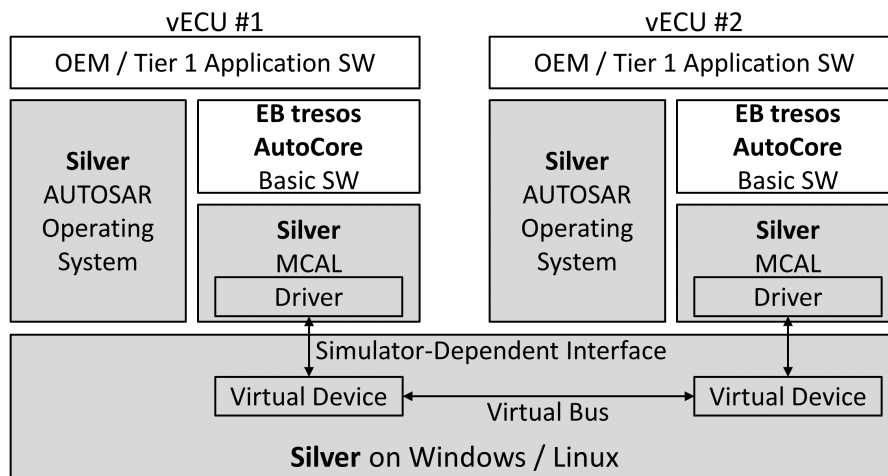 vECU #1
OEM / Tier 1 Application SW
Silver
AUTOSAR
Operating
System
EB tresos
AutoCore
Basic SW
Silver
MCAL
Driver
vECU #2
OEM / Tier 1 Application SW
Silver
AUTOSAR
Operating
System
EB tresos
AutoCore
Basic SW
Silver
MCAL
Driver
Simulator-Dependent Interface
Virtual Device
Virtual Bus
Virtual Device
Silver on Windows / Linux